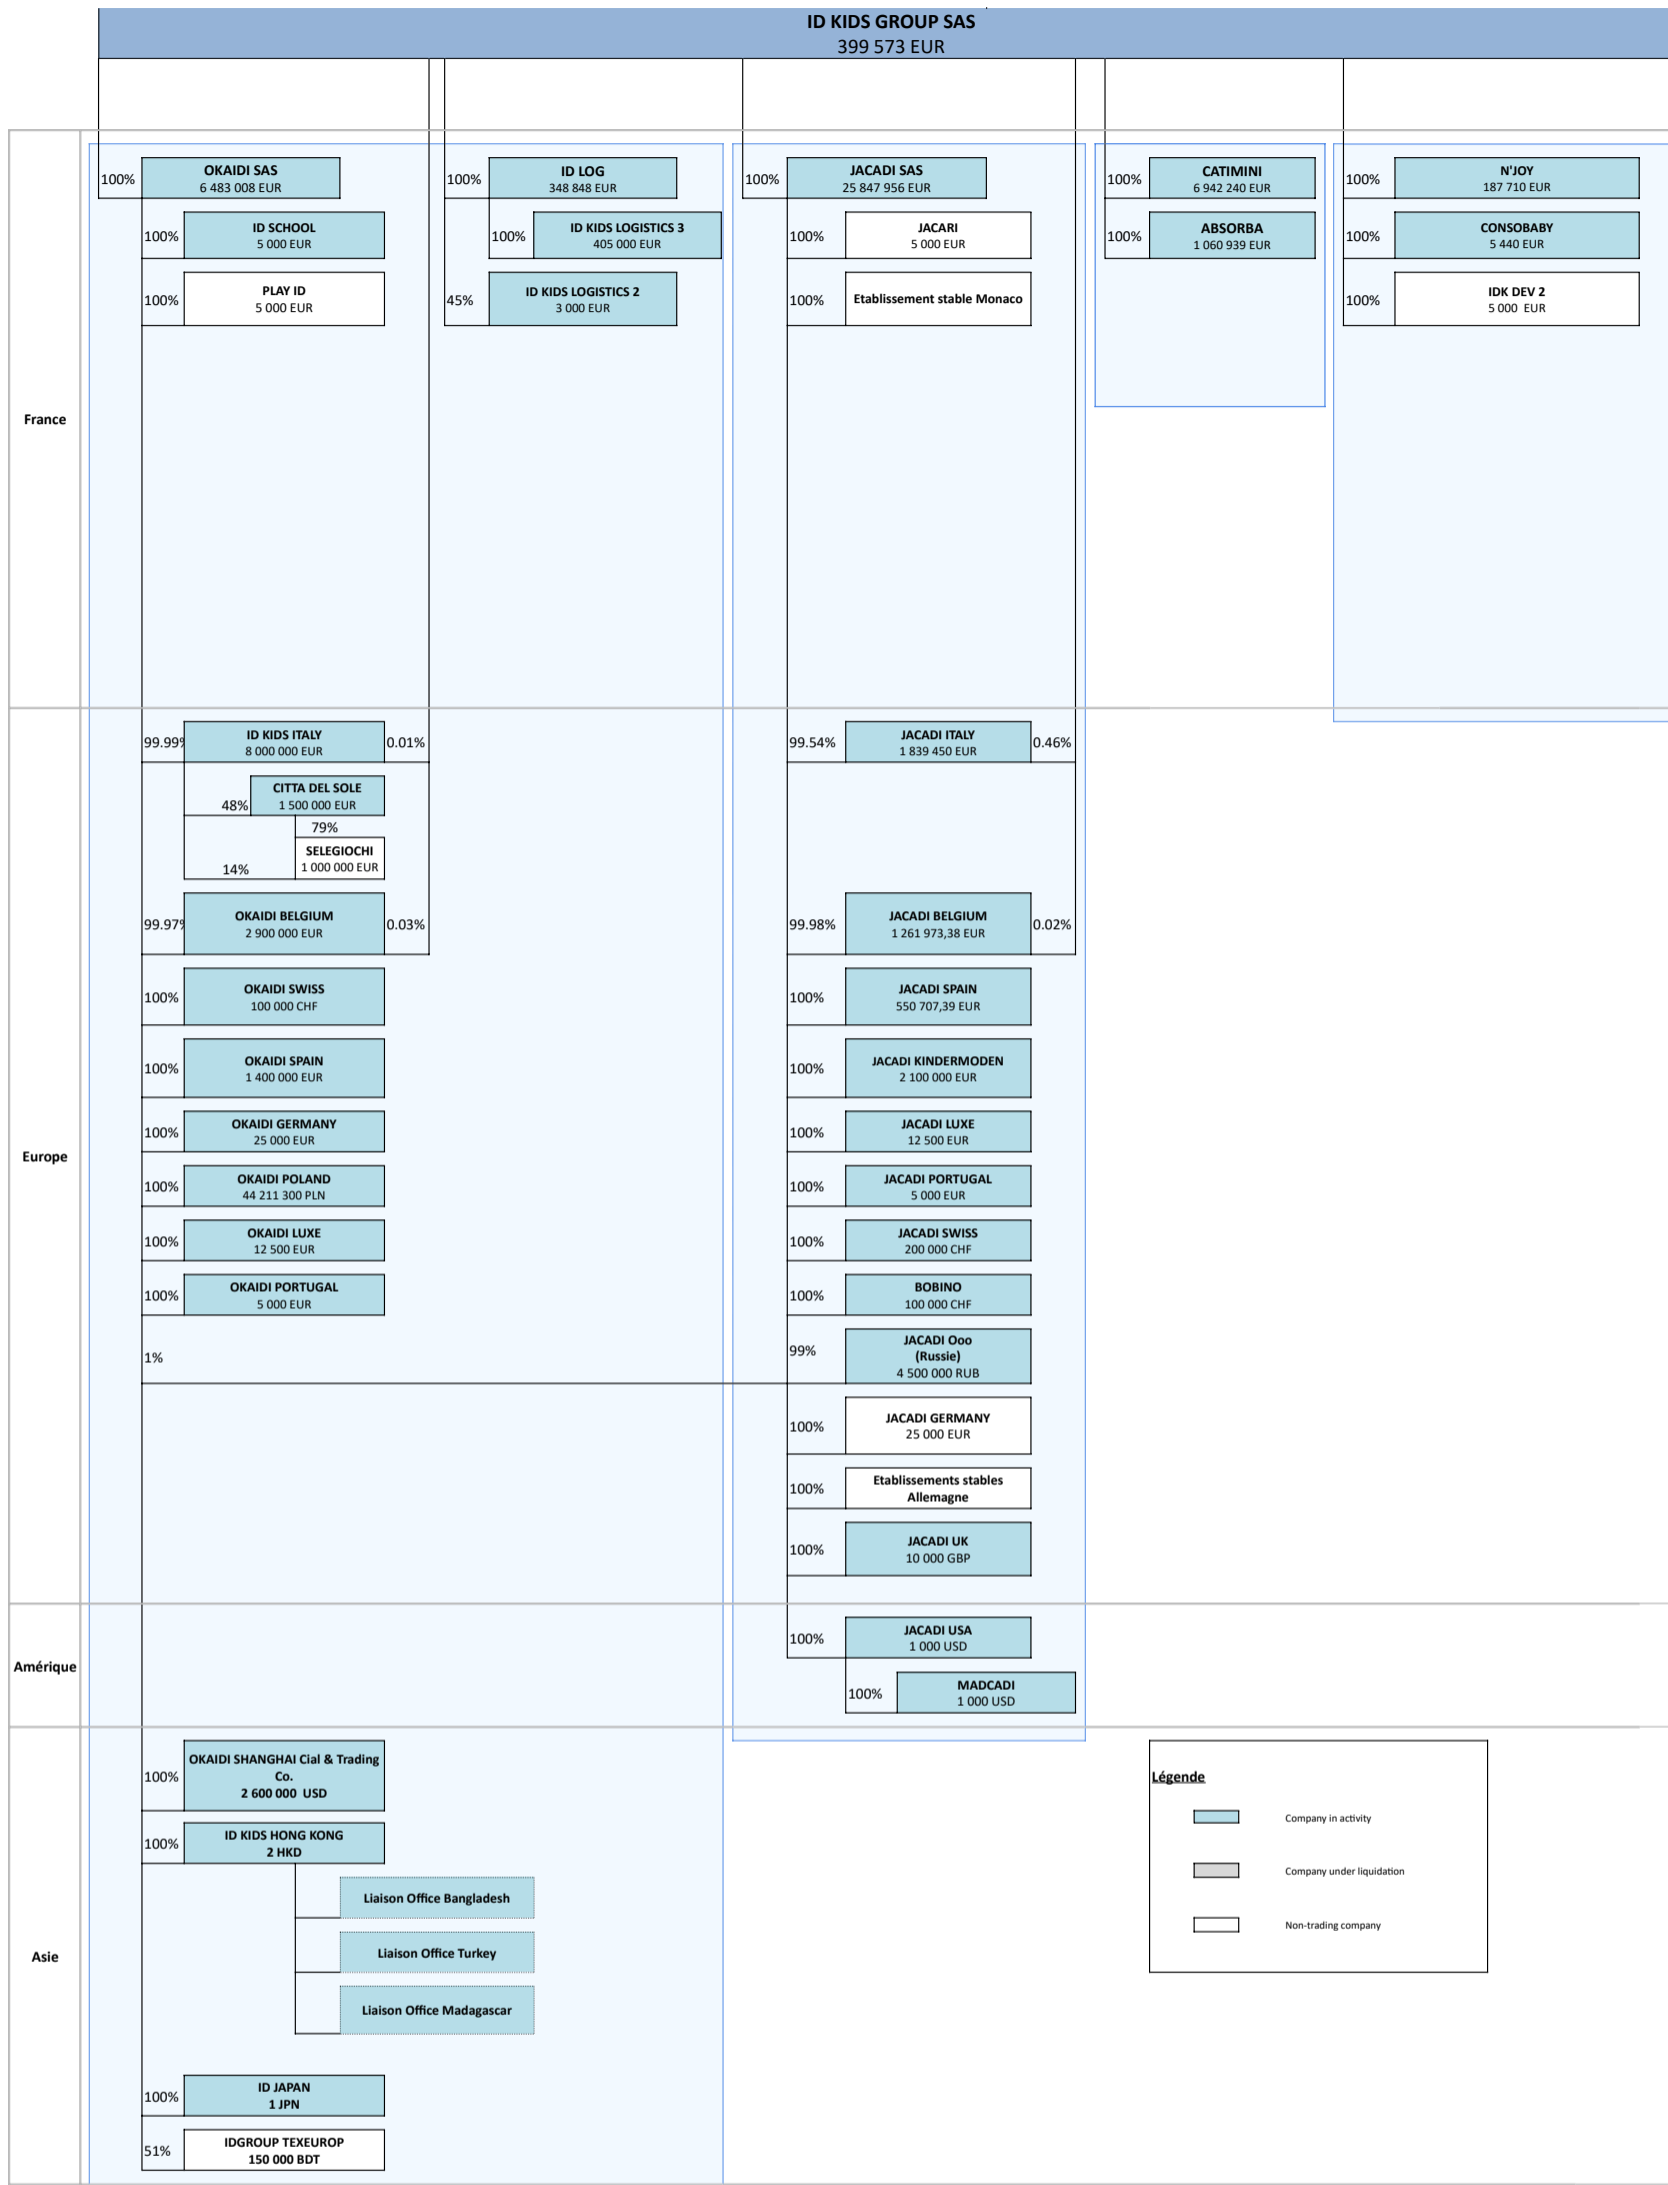 ID KIDS GROUP SAS
399 573 EUR
France
100%
OKAIDI SAS
6 483 008 EUR
100%
ID SCHOOL
5 000 EUR
100%
PLAY ID
5 000 EUR
100%
ID LOG
348 848 EUR
100%
ID KIDS LOGISTICS 3
405 000 EUR
45%
ID KIDS LOGISTICS 2
3 000 EUR
100%
JACADI SAS
25 847 956 EUR
100%
JACARI
5 000 EUR
100%
Etablissement stable Monaco
100%
CATIMINI
6 942 240 EUR
100%
ABSORBA
1 060 939 EUR
100%
N'JOY
187 710 EUR
100%
CONSOBABY
5 440 EUR
100%
IDK DEV 2
5 000 EUR
Europe
99.99%
ID KIDS ITALY
8 000 000 EUR
0.01%
48%
CITTA DEL SOLE
1 500 000 EUR
79%
14%
SELEGIOCHI
1 000 000 EUR
99.97%
OKAIDI BELGIUM
2 900 000 EUR
0.03%
100%
OKAIDI SWISS
100 000 CHF
100%
OKAIDI SPAIN
1 400 000 EUR
100%
OKAIDI GERMANY
25 000 EUR
100%
OKAIDI POLAND
44 211 300 PLN
100%
OKAIDI LUXE
12 500 EUR
100%
OKAIDI PORTUGAL
5 000 EUR
1%
99.54%
JACADI ITALY
1 839 450 EUR
0.46%
99.98%
JACADI BELGIUM
1 261 973,38 EUR
0.02%
100%
JACADI SPAIN
550 707,39 EUR
100%
JACADI KINDERMODEN
2 100 000 EUR
100%
JACADI LUXE
12 500 EUR
100%
JACADI PORTUGAL
5 000 EUR
100%
JACADI SWISS
200 000 CHF
100%
BOBINO
100 000 CHF
99%
JACADI Ooo
(Russie)
4 500 000 RUB
100%
JACADI GERMANY
25 000 EUR
100%
Etablissements stables
Allemagne
100%
JACADI UK
10 000 GBP
Amérique
100%
JACADI USA
1 000 USD
100%
MADCADI
1 000 USD
Asie
100%
OKAIDI SHANGHAI Cial & Trading
Co.
2 600 000 USD
100%
ID KIDS HONG KONG
2 HKD
Liaison Office Bangladesh
Liaison Office Turkey
Liaison Office Madagascar
100%
ID JAPAN
1 JPN
51%
IDGROUP TEXEUROP
150 000 BDT
Légende
Company in activity
Company under liquidation
Non-trading company